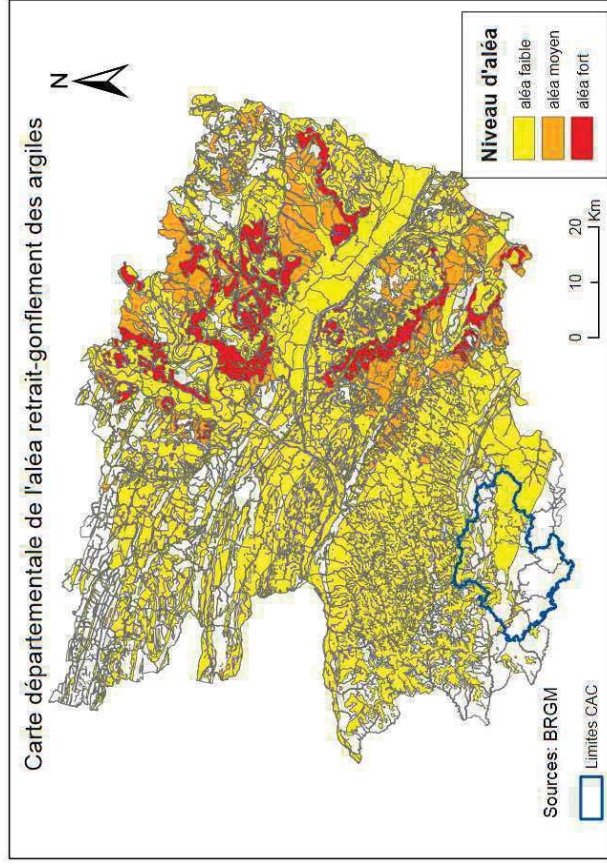 Carte départementale de l'aléa retrait-gonflement des argiles
N
Sources: BRGM
Limites CAC
0 10 20
Km
Niveau d'aléa
aléa faible
aléa moyen
aléa fort